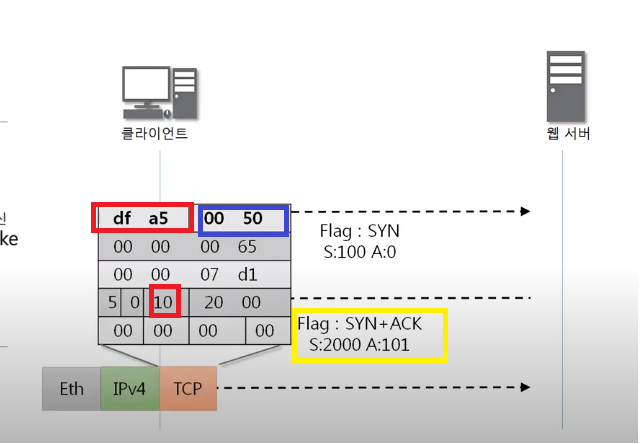 클라이언트
웹 서버
신
ke
df a5 00 50
00 00 00 65
00 00 07 d1
5 0 10 20 00
00 00 00 00
Flag : SYN
S:100 A:0
Flag : SYN+ACK
S:2000 A:101
Eth IPv4 TCP